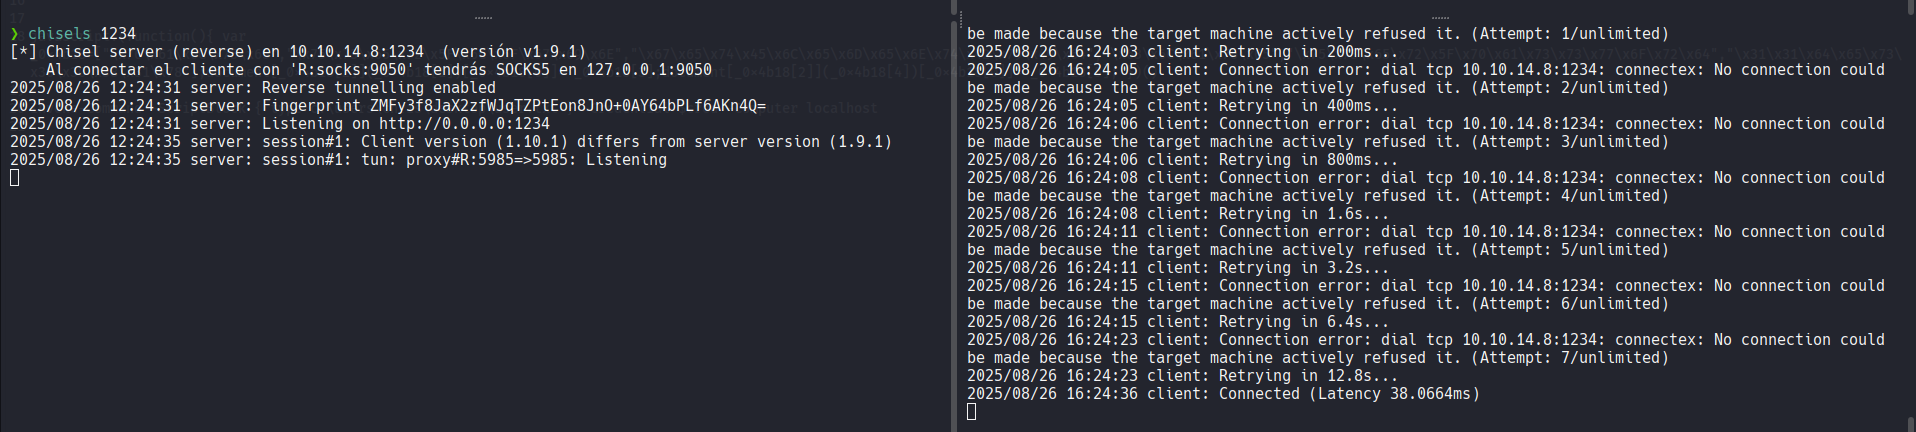 ❯ chisels 1234
[*] Chisel server (reverse) en 10.10.14.8:1234  (versión v1.9.1)
    Al conectar el cliente con 'R:socks:9050' tendrás SOCKS5 en 127.0.0.1:9050
2025/08/26 12:24:31 server: Reverse tunnelling enabled
2025/08/26 12:24:31 server: Fingerprint ZMFy3f8JaX2zfWJqTZPtEon8JnO+0AY64bPLf6AKn4Q=
2025/08/26 12:24:31 server: Listening on http://0.0.0.0:1234
2025/08/26 12:24:35 server: session#1: Client version (1.10.1) differs from server version (1.9.1)
2025/08/26 12:24:35 server: session#1: tun: proxy#R:5985=>5985: Listening
be made because the target machine actively refused it. (Attempt: 1/unlimited)
2025/08/26 16:24:03 client: Retrying in 200ms...
2025/08/26 16:24:05 client: Connection error: dial tcp 10.10.14.8:1234: connectex: No connection could
be made because the target machine actively refused it. (Attempt: 2/unlimited)
2025/08/26 16:24:05 client: Retrying in 400ms...
2025/08/26 16:24:06 client: Connection error: dial tcp 10.10.14.8:1234: connectex: No connection could
be made because the target machine actively refused it. (Attempt: 3/unlimited)
2025/08/26 16:24:06 client: Retrying in 800ms...
2025/08/26 16:24:08 client: Connection error: dial tcp 10.10.14.8:1234: connectex: No connection could
be made because the target machine actively refused it. (Attempt: 4/unlimited)
2025/08/26 16:24:08 client: Retrying in 1.6s...
2025/08/26 16:24:11 client: Connection error: dial tcp 10.10.14.8:1234: connectex: No connection could
be made because the target machine actively refused it. (Attempt: 5/unlimited)
2025/08/26 16:24:11 client: Retrying in 3.2s...
2025/08/26 16:24:15 client: Connection error: dial tcp 10.10.14.8:1234: connectex: No connection could
be made because the target machine actively refused it. (Attempt: 6/unlimited)
2025/08/26 16:24:15 client: Retrying in 6.4s...
2025/08/26 16:24:23 client: Connection error: dial tcp 10.10.14.8:1234: connectex: No connection could
be made because the target machine actively refused it. (Attempt: 7/unlimited)
2025/08/26 16:24:23 client: Retrying in 12.8s...
2025/08/26 16:24:36 client: Connected (Latency 38.0664ms)